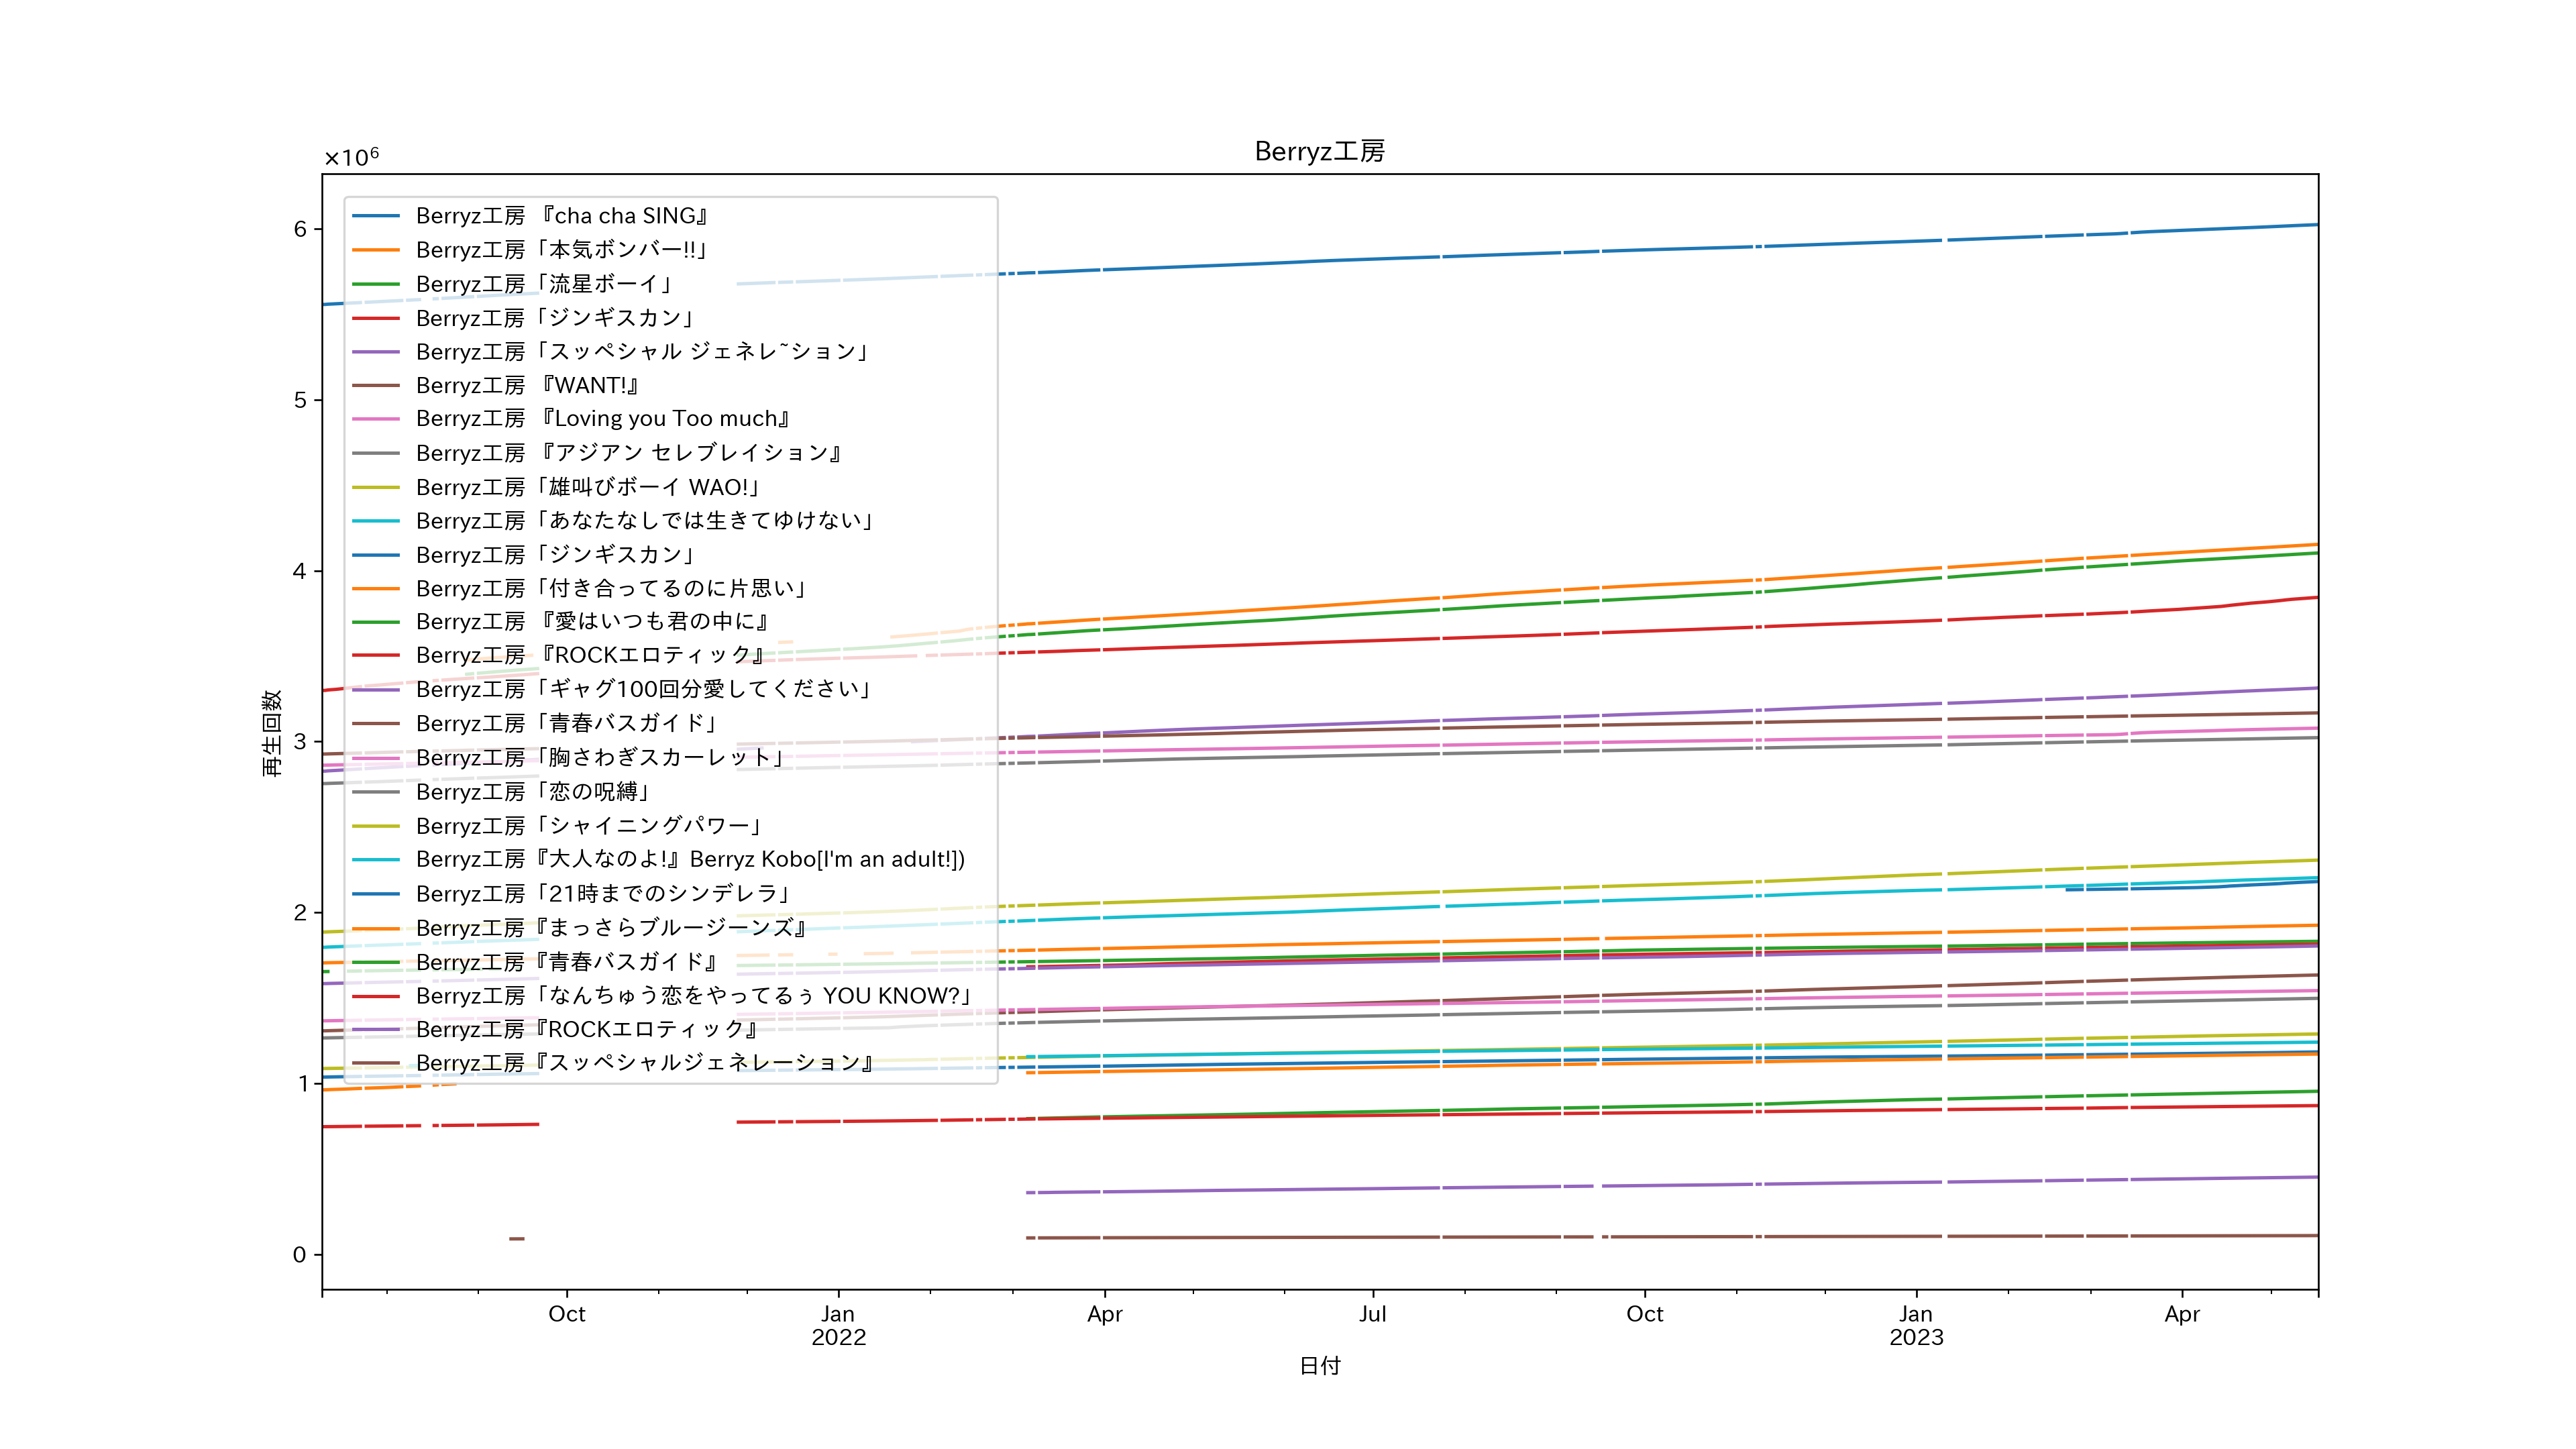 Berryz工房
×10⁶
6
5
4
3
2
1
0
再生回数
Berryz工房 『cha cha SING』
Berryz工房「本気ボンバー!!」
Berryz工房「流星ボーイ」
Berryz工房「ジンギスカン」
Berryz工房「スッペシャル ジェネレ~ション」
Berryz工房 『WANT!』
Berryz工房 『Loving you Too much』
Berryz工房 『アジアン セレブレイション』
Berryz工房「雄叫びボーイ WAO!」
Berryz工房「あなたなしでは生きてゆけない」
Berryz工房「ジンギスカン」
Berryz工房「付き合ってるのに片思い」
Berryz工房 『愛はいつも君の中に』
Berryz工房 『ROCKエロティック』
Berryz工房「ギャグ100回分愛してください」
Berryz工房「青春バスガイド」
Berryz工房「胸さわぎスカーレット」
Berryz工房「恋の呪縛」
Berryz工房「シャイニングパワー」
Berryz工房『大人なのよ!』Berryz Kobo[I'm an adult!])
Berryz工房「21時までのシンデレラ」
Berryz工房『まっさらブルージーンズ』
Berryz工房『青春バスガイド』
Berryz工房「なんちゅう恋をやってるぅ YOU KNOW?」
Berryz工房『ROCKエロティック』
Berryz工房『スッペシャルジェネレーション』
Oct Jan Apr Jul Oct Jan Apr
2022 2023
日付